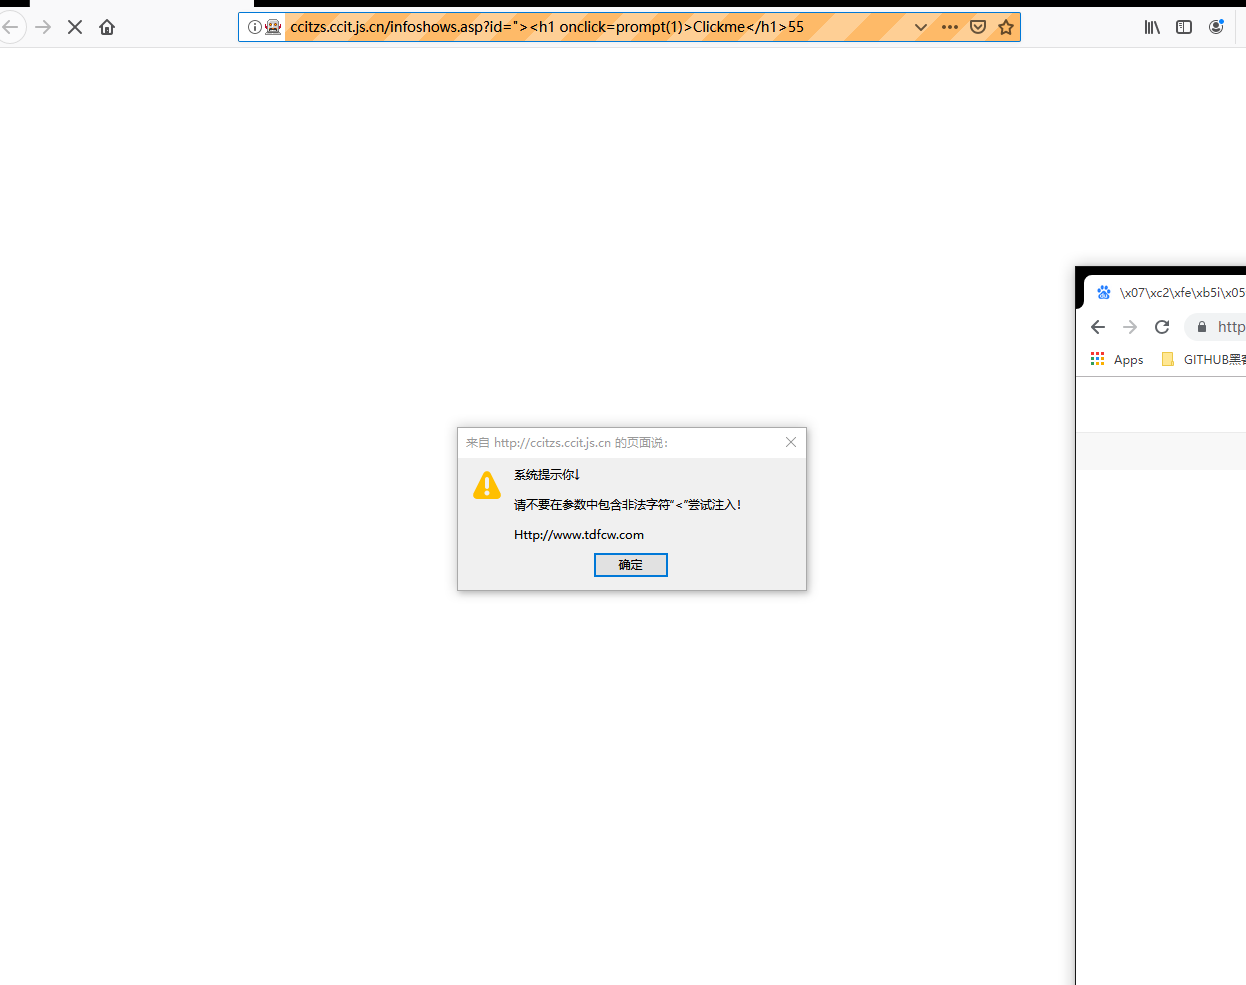 ccitzs.ccit.js.cn/infoshows.asp?id="><h1 onclick=prompt(1)>Clickme</h1>55
\x07\xc2\xfe\xb5i\x05
http
Apps
GITHUB黑客
来自 http://ccitzs.ccit.js.cn 的页面说：
系统提示你↓
请不要在参数中包含非法字符“<”尝试注入！
Http://www.tdfcw.com
确定